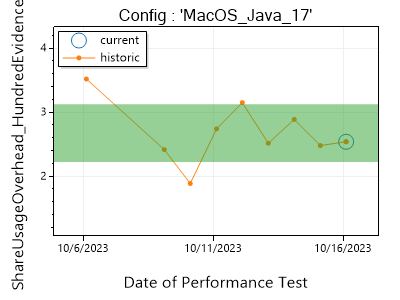 Config : 'MacOS_Java_17'
ShareUsageOverhead_HundredEvidence
current
historic
4
3
2
10/6/2023
10/11/2023
10/16/2023
Date of Performance Test